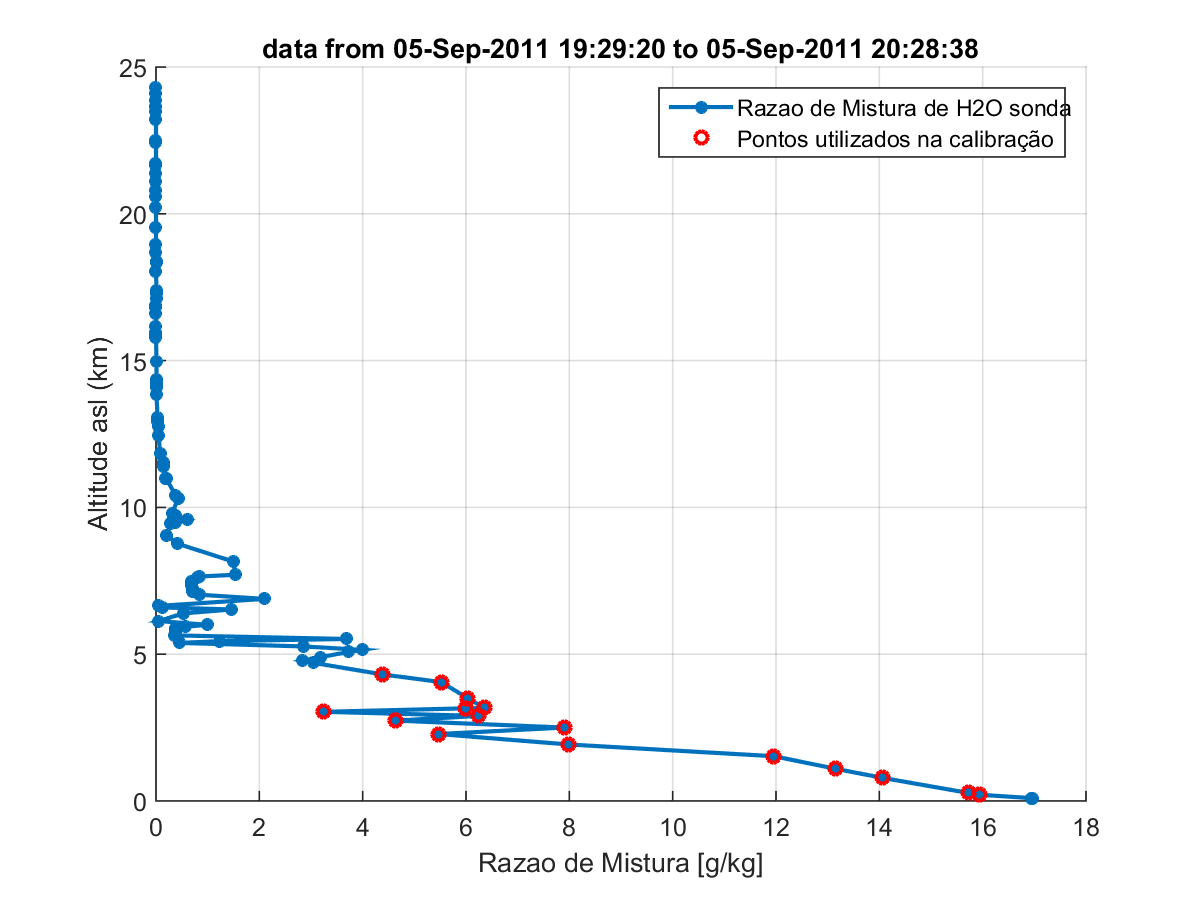 data from 05-Sep-2011 19:29:20 to 05-Sep-2011 20:28:38
Razao de Mistura de H2O sonda
Pontos utilizados na calibração
25
20
15
10
5
0
Altitude asl (km)
0 2 4 6 8 10 12 14 16 18
Razao de Mistura [g/kg]